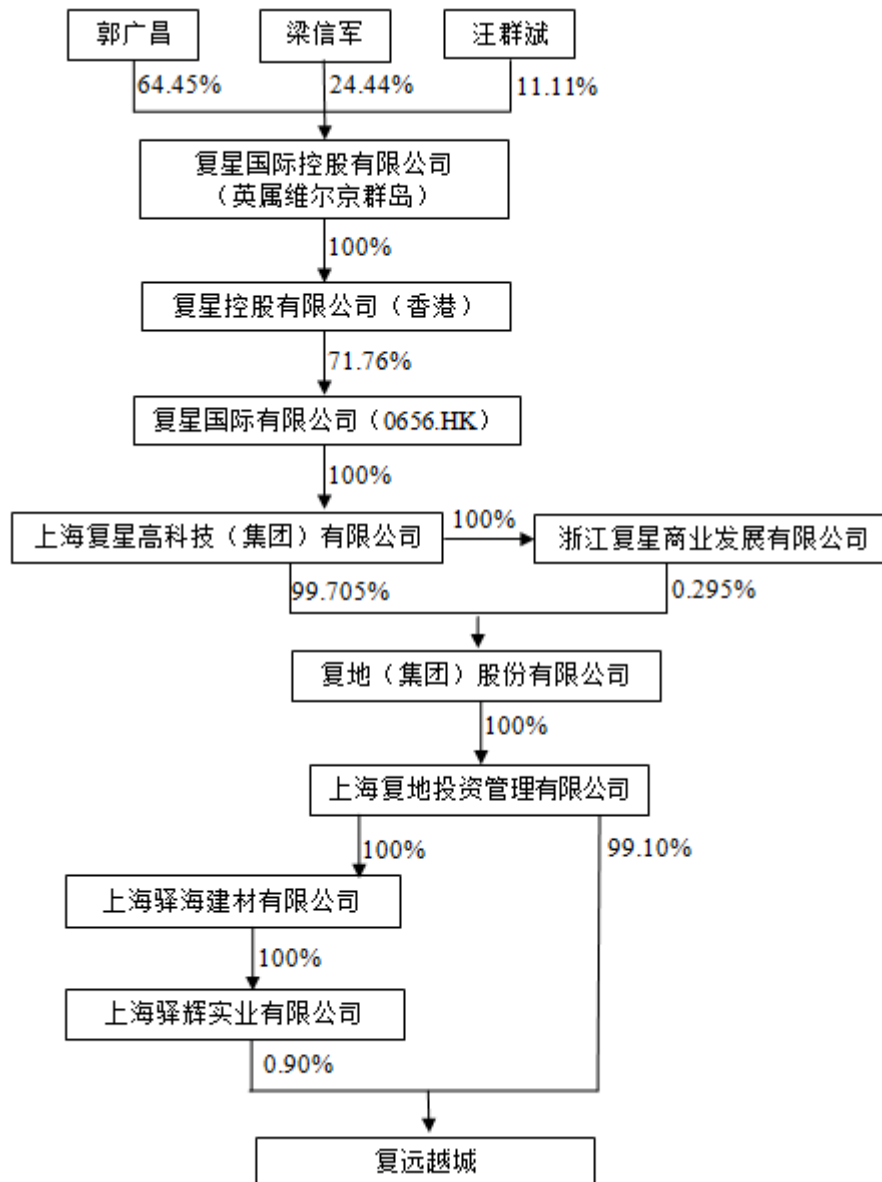 郭广昌
梁信军
汪群斌
64.45%
24.44%
11.11%
复星国际控股有限公司
（英属维尔京群岛）
100%
复星控股有限公司（香港）
71.76%
复星国际有限公司（0656.HK）
100%
上海复星高科技（集团）有限公司
100%
浙江复星商业发展有限公司
99.705%
0.295%
复地（集团）股份有限公司
100%
上海复地投资管理有限公司
100%
99.10%
上海驿海建材有限公司
100%
上海驿辉实业有限公司
0.90%
复远越城